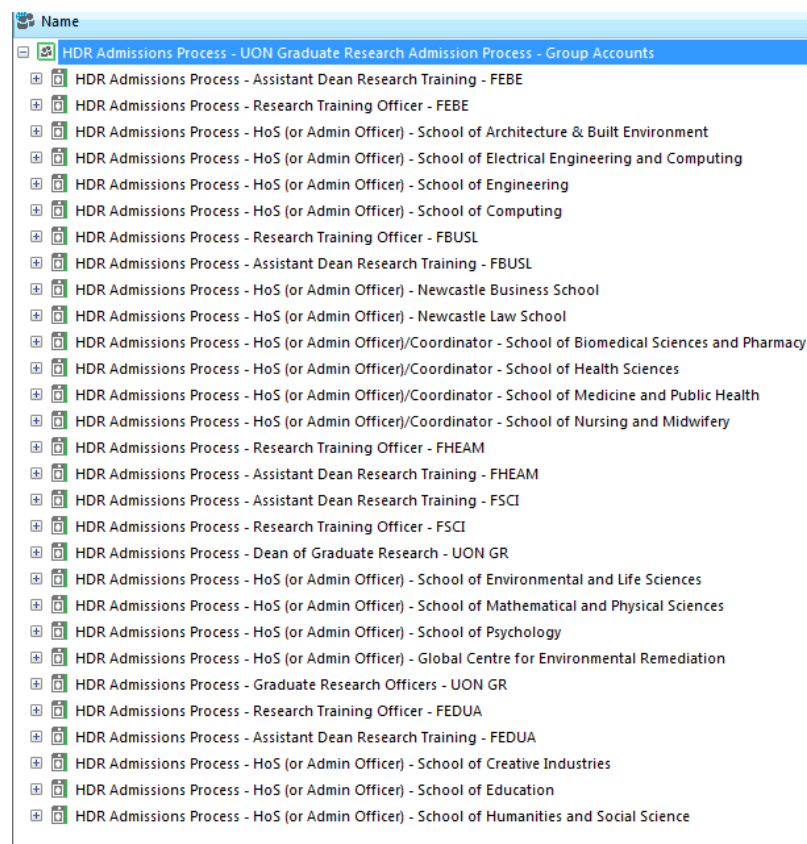 Name
HDR Admissions Process - UON Graduate Research Admission Process - Group Accounts
HDR Admissions Process - Assistant Dean Research Training - FEBE
HDR Admissions Process - Research Training Officer - FEBE
HDR Admissions Process - HoS (or Admin Officer) - School of Architecture & Built Environment
HDR Admissions Process - HoS (or Admin Officer) - School of Electrical Engineering and Computing
HDR Admissions Process - HoS (or Admin Officer) - School of Engineering
HDR Admissions Process - HoS (or Admin Officer) - School of Computing
HDR Admissions Process - Research Training Officer - FBUSL
HDR Admissions Process - Assistant Dean Research Training - FBUSL
HDR Admissions Process - HoS (or Admin Officer) - Newcastle Business School
HDR Admissions Process - HoS (or Admin Officer) - Newcastle Law School
HDR Admissions Process - HoS (or Admin Officer)/Coordinator - School of Biomedical Sciences and Pharmacy
HDR Admissions Process - HoS (or Admin Officer)/Coordinator - School of Health Sciences
HDR Admissions Process - HoS (or Admin Officer)/Coordinator - School of Medicine and Public Health
HDR Admissions Process - HoS (or Admin Officer)/Coordinator - School of Nursing and Midwifery
HDR Admissions Process - Research Training Officer - FHEAM
HDR Admissions Process - Assistant Dean Research Training - FHEAM
HDR Admissions Process - Assistant Dean Research Training - FSCI
HDR Admissions Process - Research Training Officer - FSCI
HDR Admissions Process - Dean of Graduate Research - UON GR
HDR Admissions Process - HoS (or Admin Officer) - School of Environmental and Life Sciences
HDR Admissions Process - HoS (or Admin Officer) - School of Mathematical and Physical Sciences
HDR Admissions Process - HoS (or Admin Officer) - School of Psychology
HDR Admissions Process - HoS (or Admin Officer) - Global Centre for Environmental Remediation
HDR Admissions Process - Graduate Research Officers - UON GR
HDR Admissions Process - Research Training Officer - FEDUA
HDR Admissions Process - Assistant Dean Research Training - FEDUA
HDR Admissions Process - HoS (or Admin Officer) - School of Creative Industries
HDR Admissions Process - HoS (or Admin Officer) - School of Education
HDR Admissions Process - HoS (or Admin Officer) - School of Humanities and Social Science